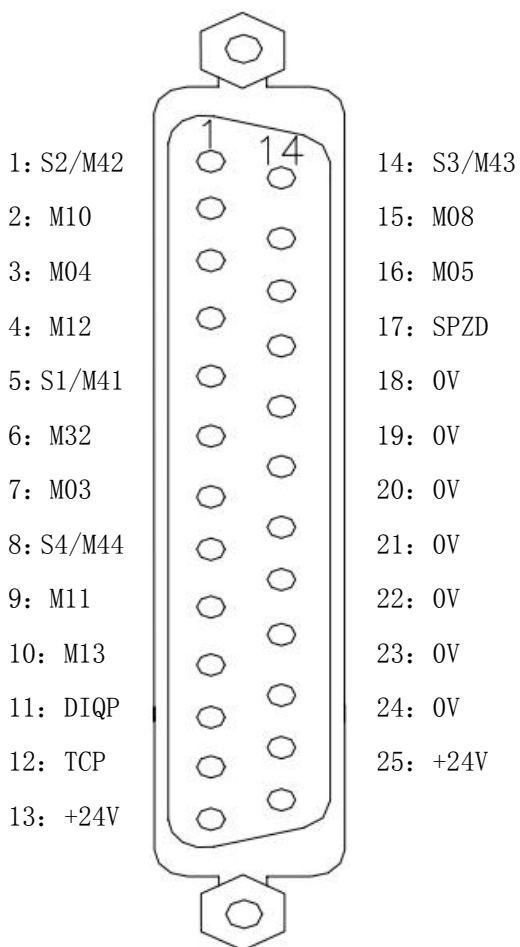 1
14
1: S2/M42
2: M10
3: M04
4: M12
5: S1/M41
6: M32
7: M03
8: S4/M44
9: M11
10: M13
11: DIQP
12: TCP
13: +24V
14: S3/M43
15: M08
16: M05
17: SPZD
18: 0V
19: 0V
20: 0V
21: 0V
22: 0V
23: 0V
24: 0V
25: +24V